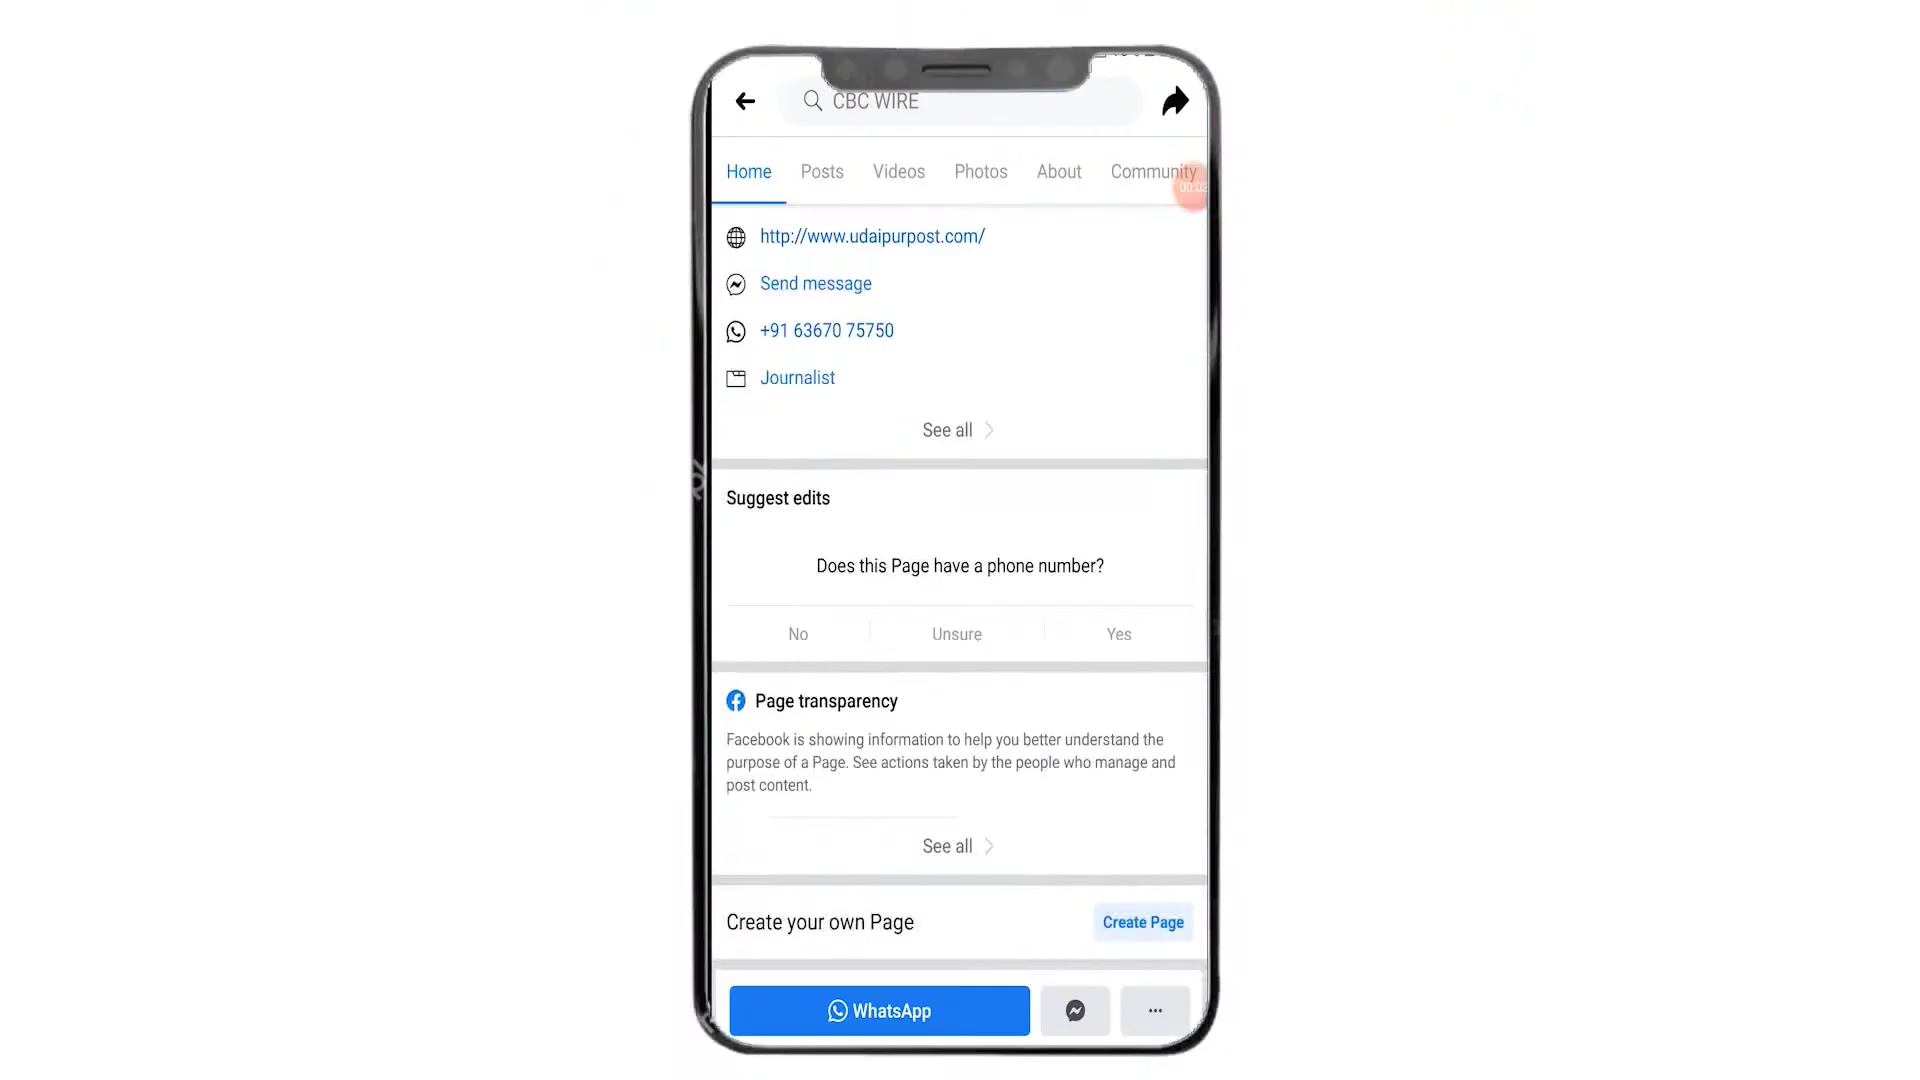 CBC WIRE
Home Posts Videos Photos About Community
http://www.udaipurpost.com/
Send message
+91 63670 75750
Journalist
See all
Suggest edits
Does this Page have a phone number?
No Unsure Yes
Page transparency
Facebook is showing information to help you better understand the
purpose of a Page. See actions taken by the people who manage and
post content.
See all
Create your own Page Create Page
WhatsApp